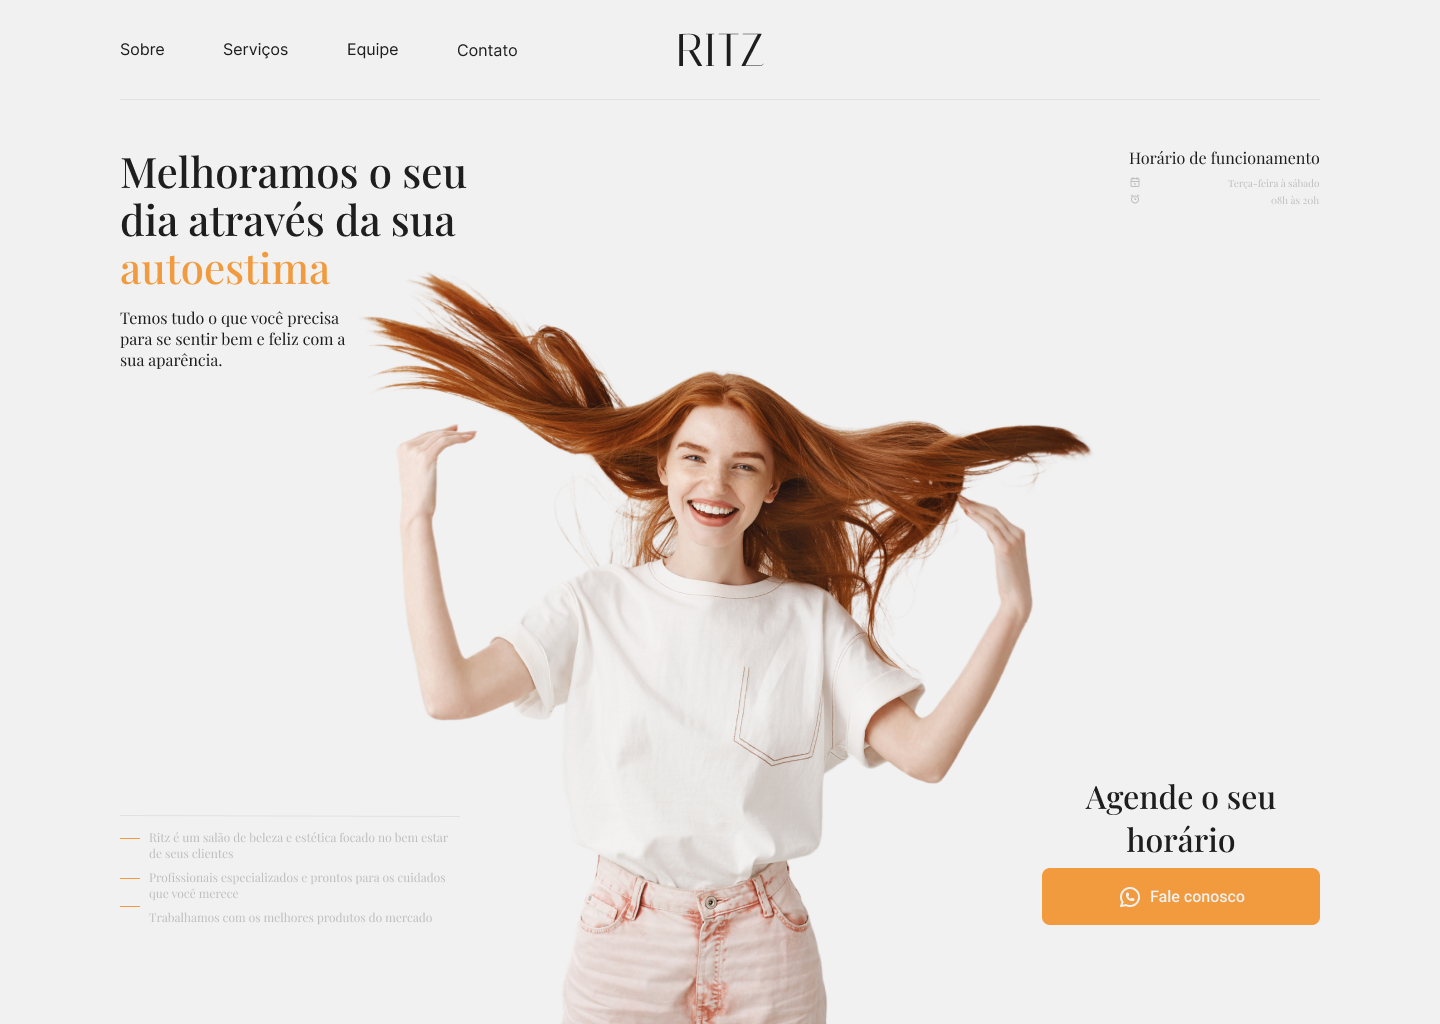 Sobre
Serviços
Equipe
Contato
RITZ
Melhoramos o seu
dia através da sua
autoestima
Temos tudo o que você precisa
para se sentir bem e feliz com a
sua aparência.
Horário de funcionamento
Terça-feira à sábado
08h às 20h
Ritz é um salão de beleza e estética focado no bem estar
de seus clientes
Profissionais especializados e prontos para os cuidados
que você merece
Trabalhamos com os melhores produtos do mercado
Agende o seu
horário
Fale conosco